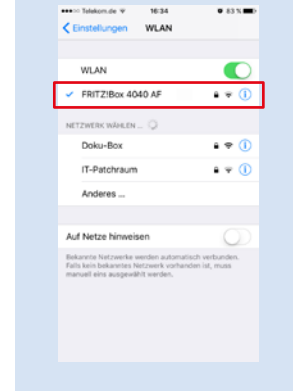 Telekom.de 16:34 83 %
Einstellungen WLAN
WLAN
FRITZ!Box 4040 AF
NETZWERK WÄHLEN ...
Doku-Box
IT-Patchraum
Anderes ...
Auf Netze hinweisen
Bekannte Netzwerke werden automatisch verbunden.
Falls kein bekanntes Netzwerk vorhanden ist, muss
manuell eins ausgewählt werden.